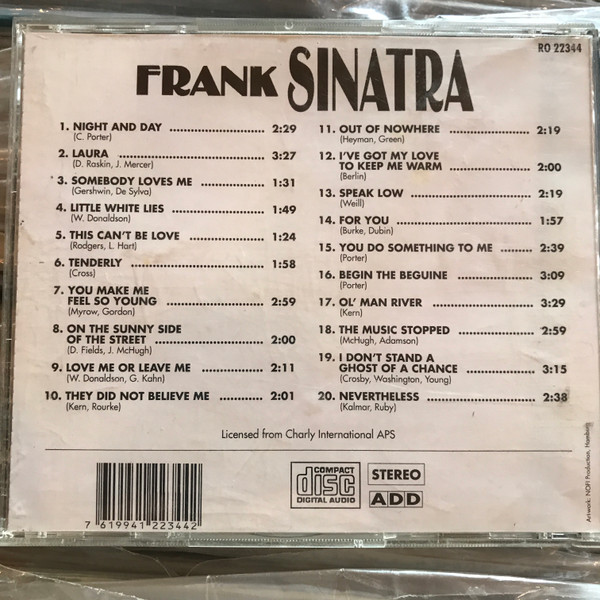 RO 22344
FRANK SINATRA
1. NIGHT AND DAY ........................ 2:29
(C. Porter)
2. LAURA ........................ 3:27
(D. Raskin, J. Mercer)
3. SOMEBODY LOVES ME ........................ 1:31
(Gershwin, De Sylva)
4. LITTLE WHITE LIES ........................ 1:49
(W. Donaldson)
5. THIS CAN'T BE LOVE ........................ 1:24
(Rodgers, L. Hart)
6. TENDERLY ........................ 1:58
(Cross)
7. YOU MAKE ME
FEEL SO YOUNG ........................ 2:59
(Myrow, Gordon)
8. ON THE SUNNY SIDE
OF THE STREET ........................ 2:00
(D. Fields, J. McHugh)
9. LOVE ME OR LEAVE ME ........................ 2:11
(W. Donaldson, G. Kahn)
10. THEY DID NOT BELIEVE ME ........................ 2:01
(Kern, Rourke)
11. OUT OF NOWHERE ........................ 2:19
(Heyman, Green)
12. I'VE GOT MY LOVE
TO KEEP ME WARM ........................ 2:00
(Berlin)
13. SPEAK LOW ........................ 2:19
(Weill)
14. FOR YOU ........................ 1:57
(Burke, Dubin)
15. YOU DO SOMETHING TO ME ........ 2:39
(Porter)
16. BEGIN THE BEGUINE ........................ 3:09
(Porter)
17. OL' MAN RIVER ........................ 3:29
(Kern)
18. THE MUSIC STOPPED ........................ 2:59
(McHugh, Adamson)
19. I DON'T STAND A
GHOST OF A CHANCE ........................ 3:15
(Crosby, Washington, Young)
20. NEVERTHELESS ........................ 2:38
(Kalmar, Ruby)
Licensed from Charly International APS
7 619941 223442
COMPACT
disc
DIGITAL AUDIO
STEREO
ADD
Artwork: NOFI Production, Hamburg